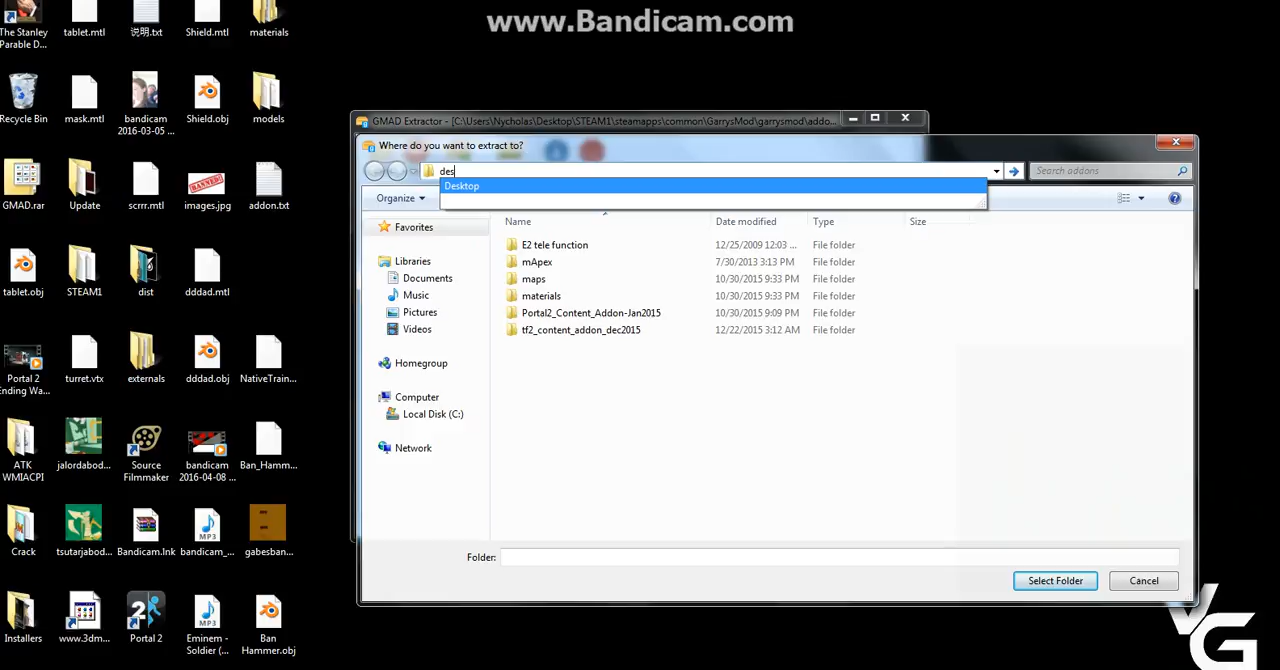 www.Bandicam.com
The Stanley
Parable D...
tablet.mtl
说明.txt
Shield.mtl
materials
Recycle Bin
mask.mtl
bandicam
2016-03-05 ...
Shield.obj
models
GMAD.rar
Update
scrrr.mtl
BANNED!
images.jpg
addon.txt
tablet.obj
STEAM1
dist
dddad.mtl
Portal 2
Ending Wa...
turret.vtx
externals
dddad.obj
NativeTrain...
ATK
WMIACPI
jalordabod...
Source
Filmmaker
bandicam
2016-04-08 ...
Ban_Hamm...
Crack
tsutarjabod...
Bandicam.lnk
MP3
bandicam_...
gabesban...
Installers
www.3dm...
2
Portal 2
MP3
Eminem -
Soldier (...
Ban
Hammer.obj
GMAD Extractor - [C:\Users\Nycholas\Desktop\STEAM1\steamapps\common\GarrysMod\garrysmod\addo...
Where do you want to extract to?
des
Search addons
Desktop
Organize
Name
Date modified
Type
Size
Favorites
Libraries
Documents
Music
Pictures
Videos
Homegroup
Computer
Local Disk (C:)
Network
E2 tele function 12/25/2009 12:03 ... File folder
mApex 7/30/2013 3:13 PM File folder
maps 10/30/2015 9:33 PM File folder
materials 10/30/2015 9:33 PM File folder
Portal2_Content_Addon-Jan2015 10/30/2015 9:09 PM File folder
tf2_content_addon_dec2015 12/22/2015 3:12 AM File folder
Folder:
Select Folder
Cancel
VG